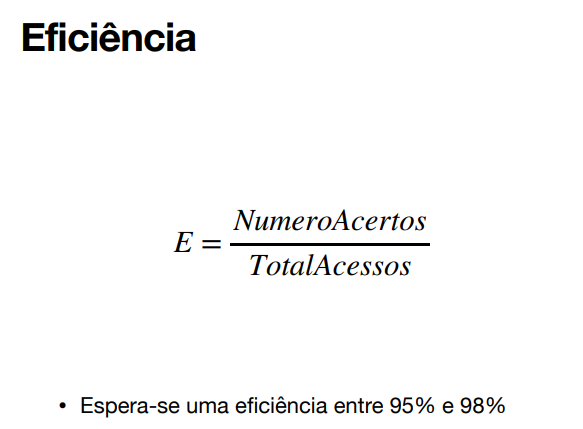 Eficiência
E = NumeroAcertos / TotalAcessos
• Espera-se uma eficiência entre 95% e 98%